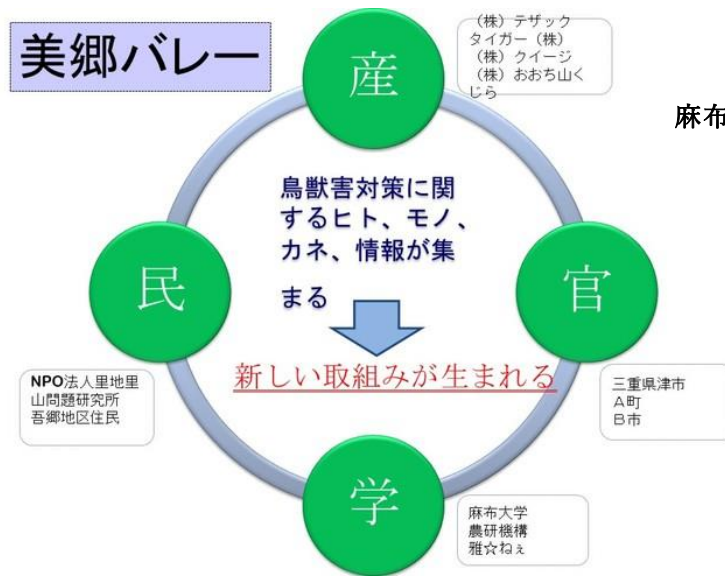 美郷バレー
産
（株）テザック
タイガー（株）
（株）クイージ
（株）おおち山く
じら
麻布
鳥獣害対策に関
するヒト、モノ、
カネ、情報が集
まる
民
官
新しい取組みが生まれる
NPO法人里地里
山問題研究所
吾郷地区住民
三重県津市
A町
B市
学
麻布大学
農研機構
雅☆ねぇ